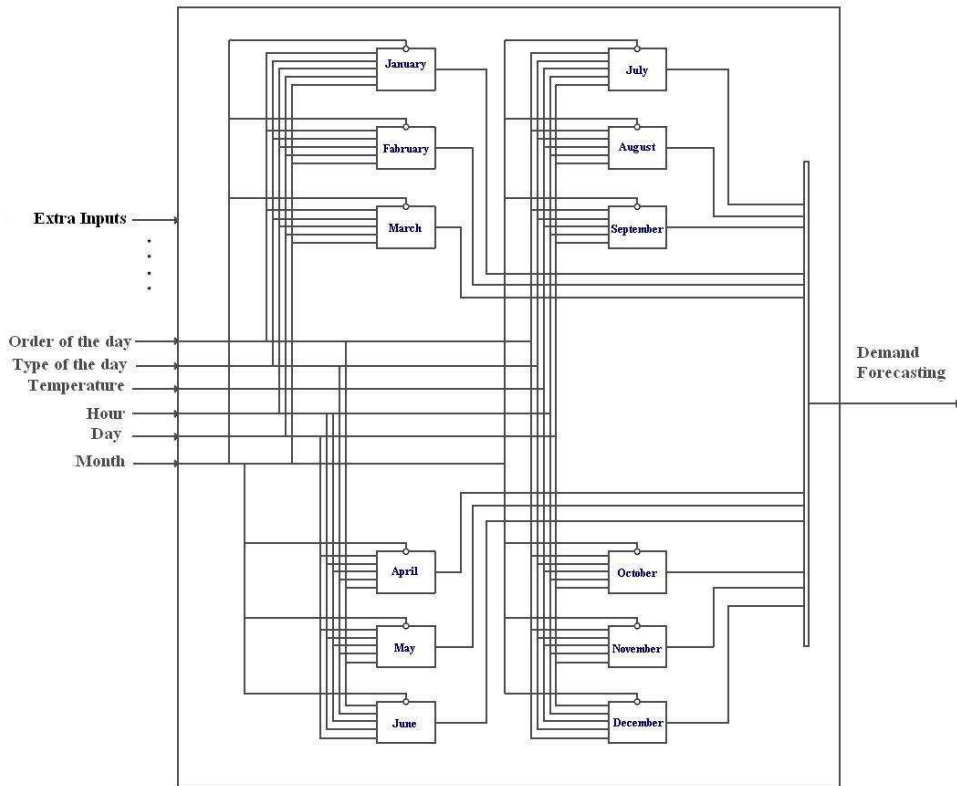 January
July
Fabruary
August
Extra Inputs
March
September
Order of the day
Type of the day
Temperature
Hour
Day
Month
Demand
Forecasting
April
October
May
November
June
December